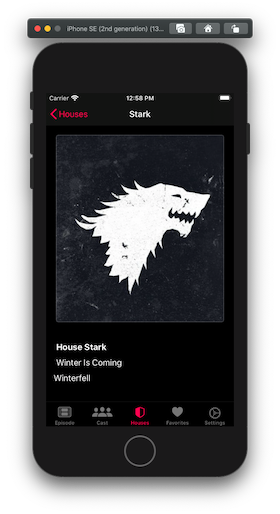 iPhone SE (2nd generation) (13...
Carrier 12:58 PM
Houses Stark
House Stark
Winter Is Coming
Winterfell
Episode Cast Houses Favorites Settings